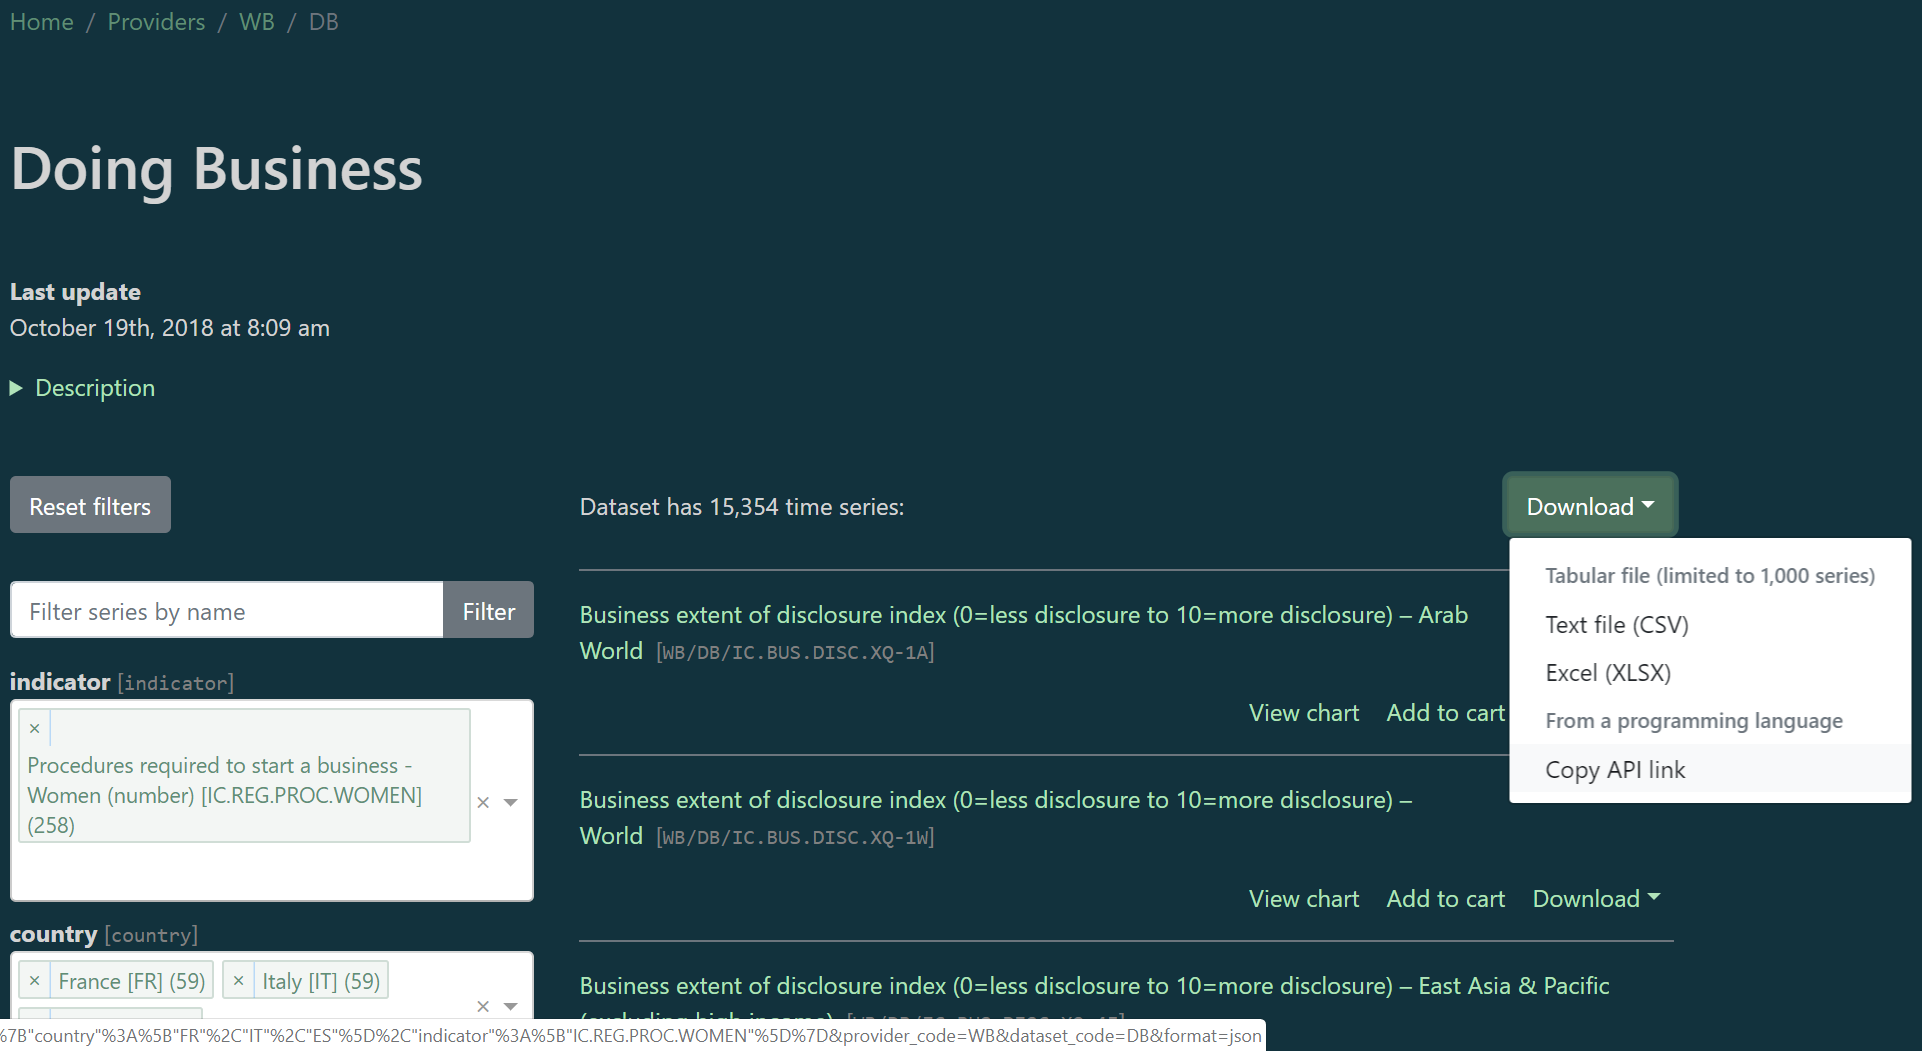 Home / Providers / WB / DB
Doing Business
Last update
October 19th, 2018 at 8:09 am
Description
Reset filters
Filter series by name
Filter
indicator [indicator]
×
Procedures required to start a business -
Women (number) [IC.REG.PROC.WOMEN]
(258)
×
country [country]
× France [FR] (59) × Italy [IT] (59)
×
Dataset has 15,354 time series:
Download
Tabular file (limited to 1,000 series)
Text file (CSV)
Excel (XLSX)
From a programming language
Copy API link
Business extent of disclosure index (0=less disclosure to 10=more disclosure) – Arab
World [WB/DB/IC.BUS.DISC.XQ-1A]
View chart Add to cart
Business extent of disclosure index (0=less disclosure to 10=more disclosure) –
World [WB/DB/IC.BUS.DISC.XQ-1W]
View chart Add to cart Download
Business extent of disclosure index (0=less disclosure to 10=more disclosure) – East Asia & Pacific
(excluding high income)
%7B"country"%3A%5B"FR"%2C"IT"%2C"ES"%5D%2C"indicator"%3A%5B"IC.REG.PROC.WOMEN"%5D%7D&provider_code=WB&dataset_code=DB&format=json